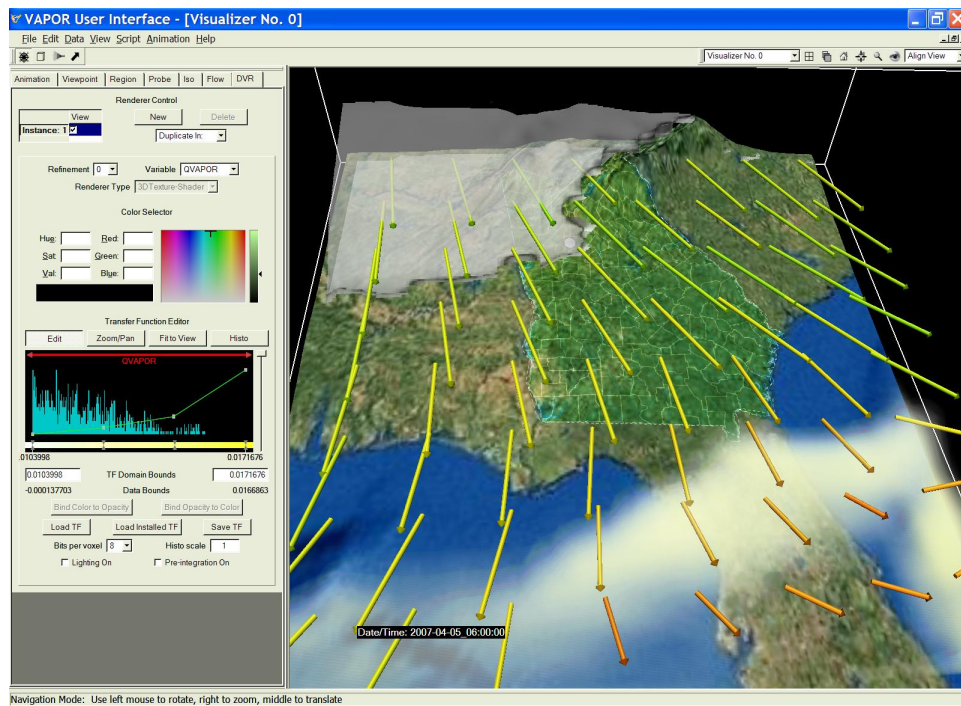 VAPOR User Interface - [Visualizer No. 0]
File Edit Data View Script Animation Help
Visualizer No. 0
Align View
Animation Viewpoint Region Probe Iso Flow DVR
Renderer Control
View New Delete
Instance: 1
Duplicate In:
Refinement 0 Variable QVAPOR
Renderer Type 3DTexture-Shader
Color Selector
Hue: Red:
Sat: Green:
Val: Blue:
Transfer Function Editor
Edit Zoom/Pan Fit to View Histo
QVAPOR
.0103998 0.0171676
0.0103998 TF Domain Bounds 0.0171676
-0.000137703 Data Bounds 0.0166863
Bind Color to Opacity Bind Opacity to Color
Load TF Load Installed TF Save TF
Bits per voxel 8 Histo scale 1
Lighting On Pre-integration On
Date/Time: 2007-04-05_06:00:00
Navigation Mode: Use left mouse to rotate, right to zoom, middle to translate